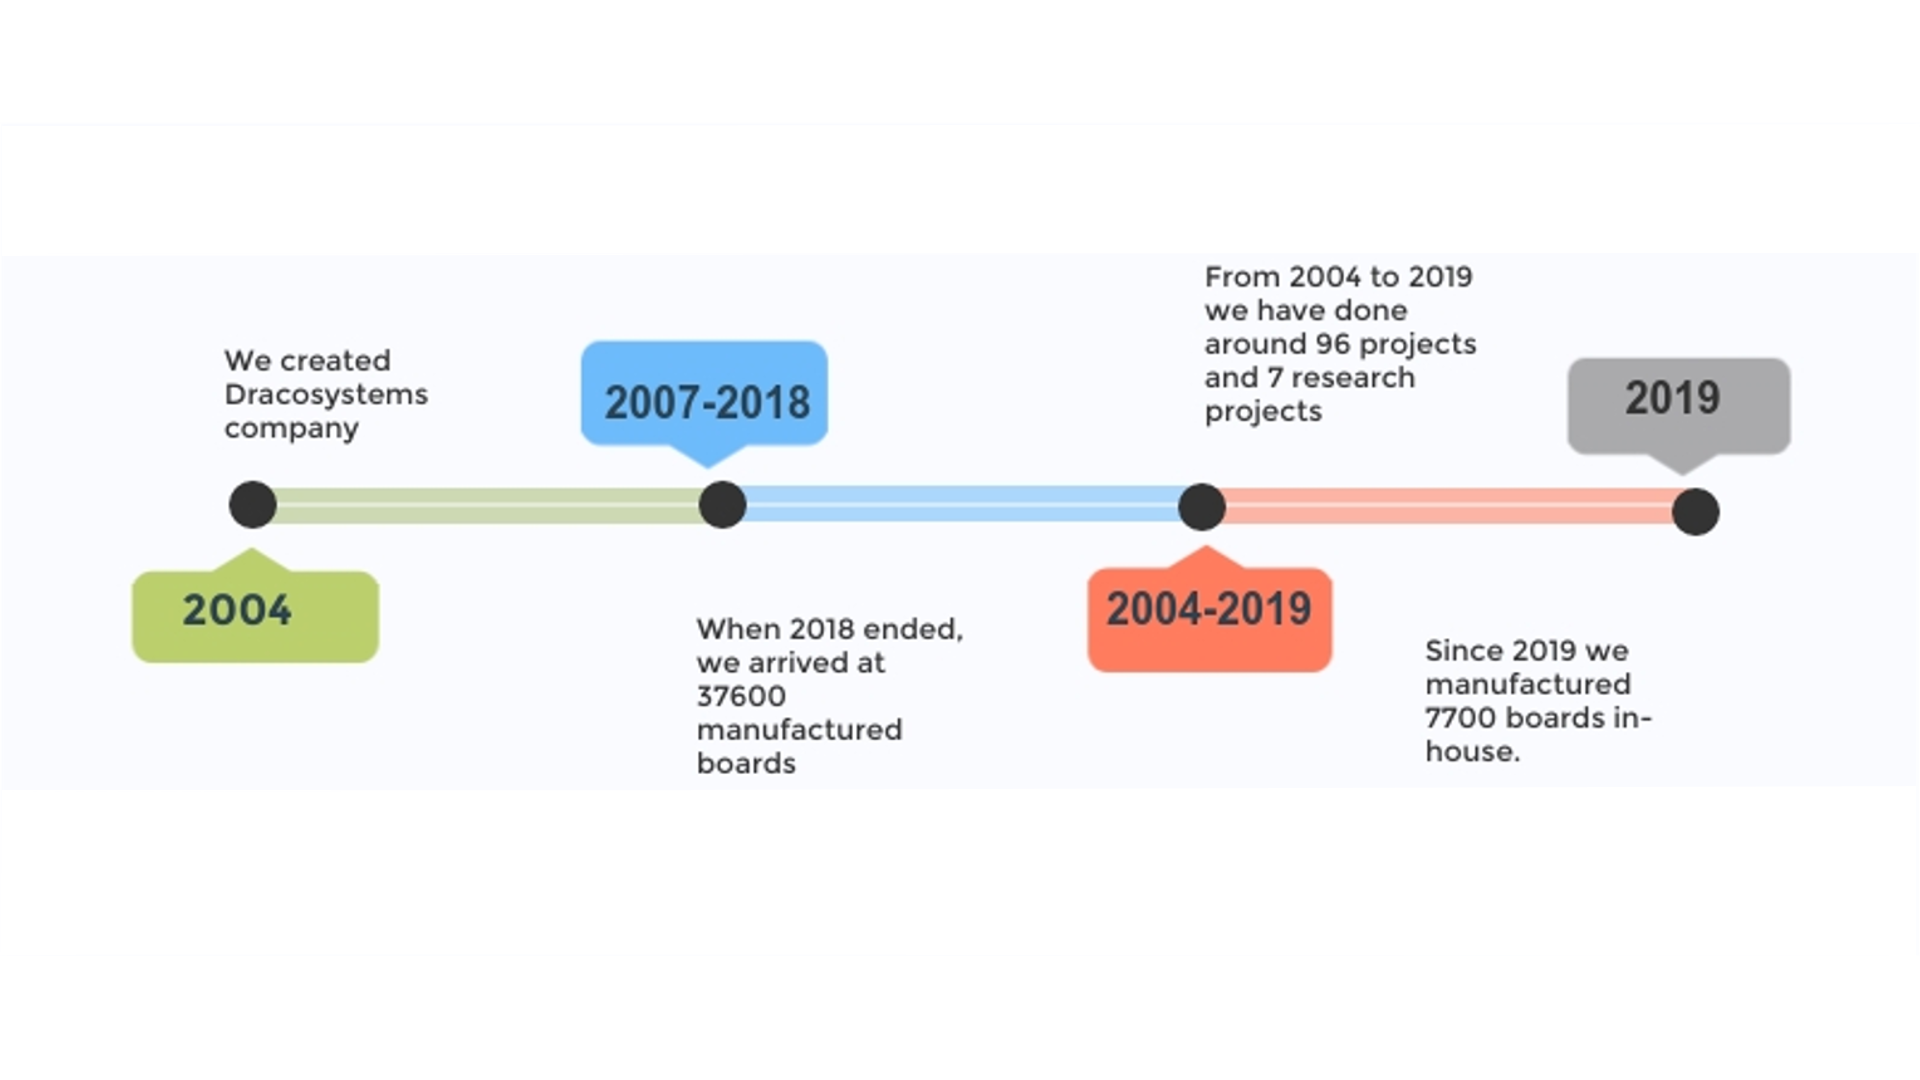 We created
Dracosystems
company
2004
2007-2018
When 2018 ended,
we arrived at
37600
manufactured
boards
From 2004 to 2019
we have done
around 96 projects
and 7 research
projects
2004-2019
2019
Since 2019 we
manufactured
7700 boards in-
house.